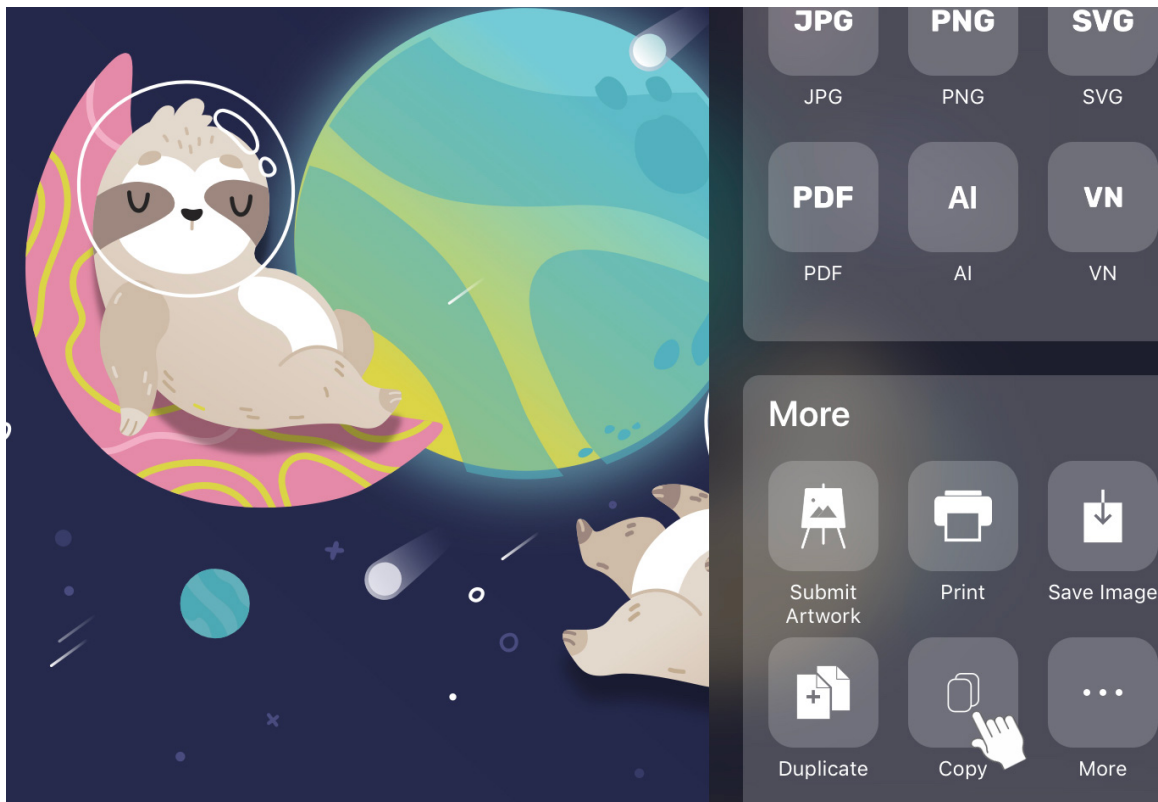 JPG PNG SVG
JPG PNG SVG
PDF AI VN
PDF AI VN
More
Submit Artwork
Print
Save Image
Duplicate
Copy
More